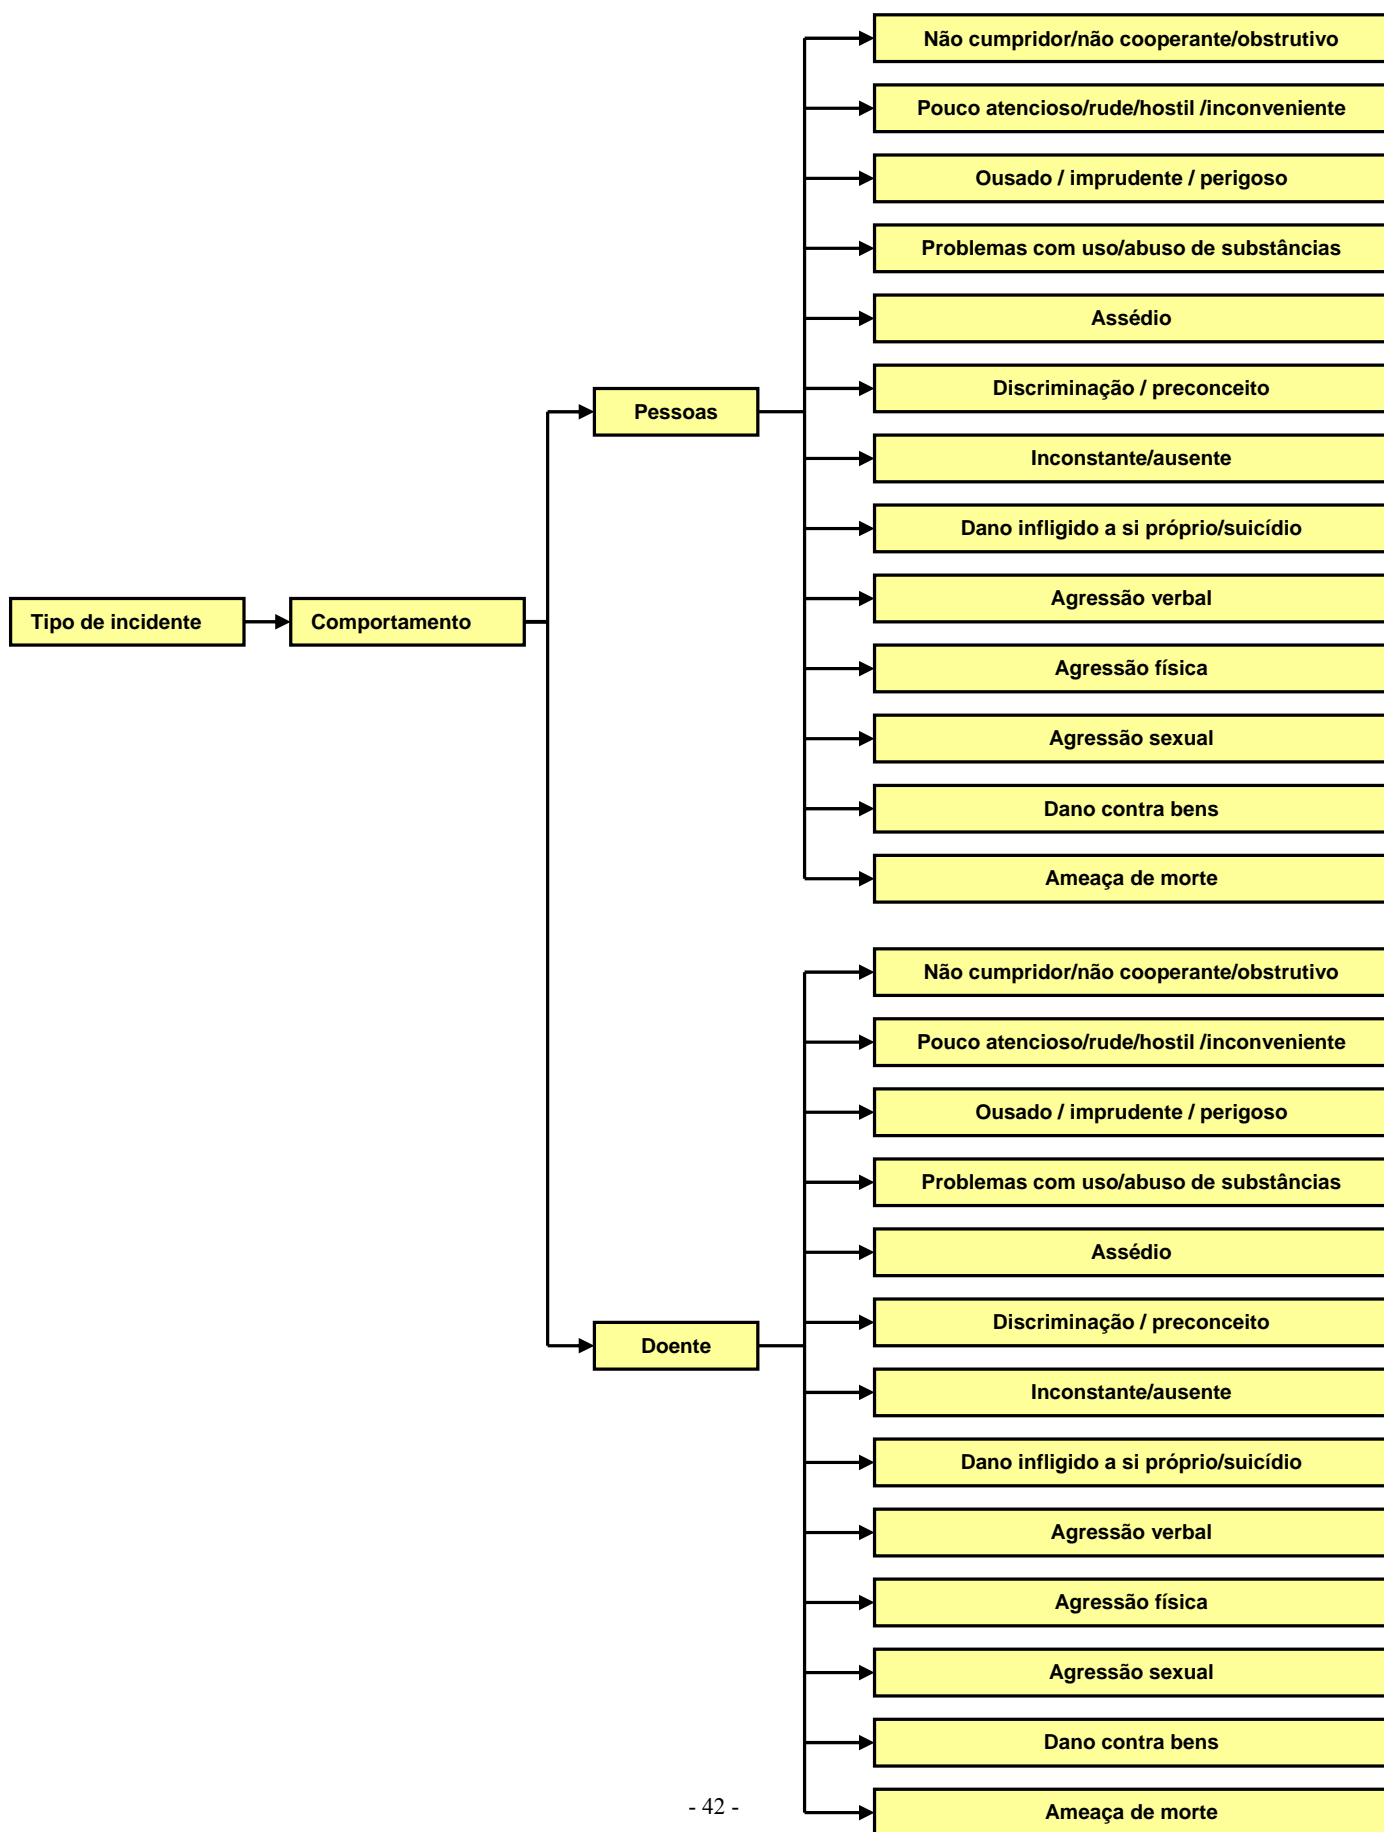 Tipo de incidente
Comportamento
Pessoas
Não cumpridor/não cooperante/obstrutivo
Pouco atencioso/rude/hostil /inconveniente
Ousado / imprudente / perigoso
Problemas com uso/abuso de substâncias
Assédio
Discriminação / preconceito
Inconstante/ausente
Dano infligido a si próprio/suicídio
Agressão verbal
Agressão física
Agressão sexual
Dano contra bens
Ameaça de morte
Doente
Não cumpridor/não cooperante/obstrutivo
Pouco atencioso/rude/hostil /inconveniente
Ousado / imprudente / perigoso
Problemas com uso/abuso de substâncias
Assédio
Discriminação / preconceito
Inconstante/ausente
Dano infligido a si próprio/suicídio
Agressão verbal
Agressão física
Agressão sexual
Dano contra bens
Ameaça de morte
- 42 -